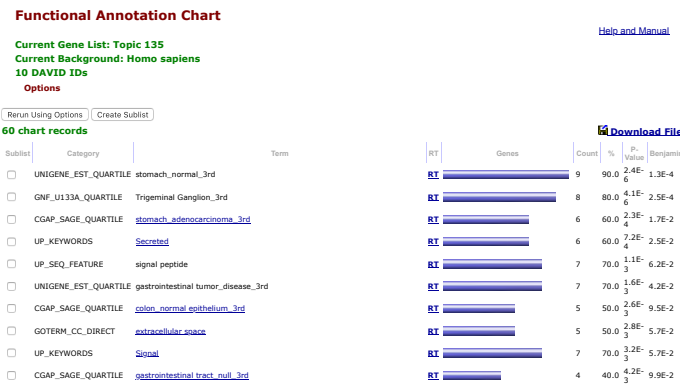 Functional Annotation Chart
Help and Manual
Current Gene List: Topic 135
Current Background: Homo sapiens
10 DAVID IDs
Options
Rerun Using Options Create Sublist
60 chart records Download File
Sublist Category Term RT Genes Count % P-Value Benjamini
UNIGENE_EST_QUARTILE stomach_normal_3rd RT 9 90.0 2.4E-6 1.3E-4
GNF_U133A_QUARTILE Trigeminal Ganglion_3rd RT 8 80.0 4.1E-6 2.5E-4
CGAP_SAGE_QUARTILE stomach_adenocarcinoma_3rd RT 6 60.0 2.3E-4 1.7E-2
UP_KEYWORDS Secreted RT 6 60.0 7.2E-4 2.5E-2
UP_SEQ_FEATURE signal peptide RT 7 70.0 1.1E-3 6.2E-2
UNIGENE_EST_QUARTILE gastrointestinal tumor_disease_3rd RT 7 70.0 1.6E-3 4.2E-2
CGAP_SAGE_QUARTILE colon_normal epithelium_3rd RT 5 50.0 2.6E-3 9.5E-2
GOTERM_CC_DIRECT extracellular space RT 5 50.0 2.8E-3 5.7E-2
UP_KEYWORDS Signal RT 7 70.0 3.2E-3 5.7E-2
CGAP_SAGE_QUARTILE gastrointestinal tract_null_3rd RT 4 40.0 4.2E-3 9.9E-2